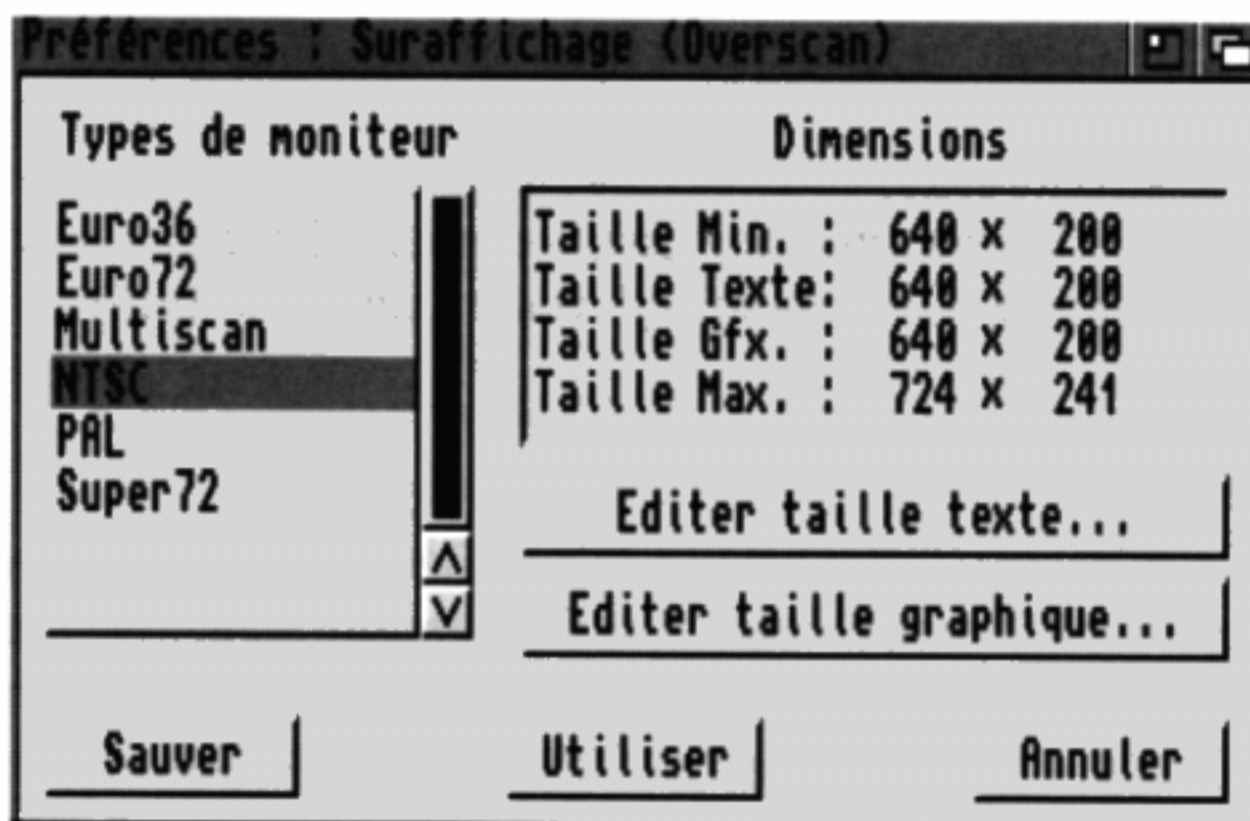 Préférences : Suraffichage (Overscan)
Types de moniteur
Euro36
Euro72
Multiscan
NTSC
PAL
Super72
Dimensions
Taille Min. : 640 x 200
Taille Texte: 640 x 200
Taille Gfx. : 640 x 200
Taille Max. : 724 x 241
Editer taille texte...
Editer taille graphique...
Sauver
Utiliser
Annuler